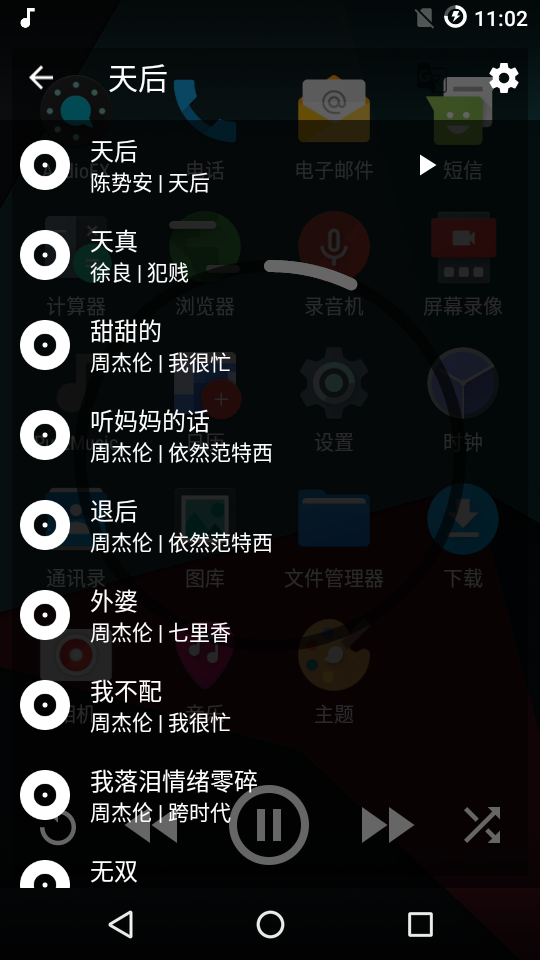 11:02
天后
AudioFX
电话
电子邮件
短信
天后
陈势安 | 天后
计算器
浏览器
录音机
屏幕录像
天真
徐良 | 犯贱
甜甜的
周杰伦 | 我很忙
设置
时钟
听妈妈的话
周杰伦 | 依然范特西
退后
周杰伦 | 依然范特西
通讯录
图库
文件管理器
下载
外婆
周杰伦 | 七里香
我不配
周杰伦 | 我很忙
相机
音乐
主题
我落泪情绪零碎
周杰伦 | 跨时代
无双